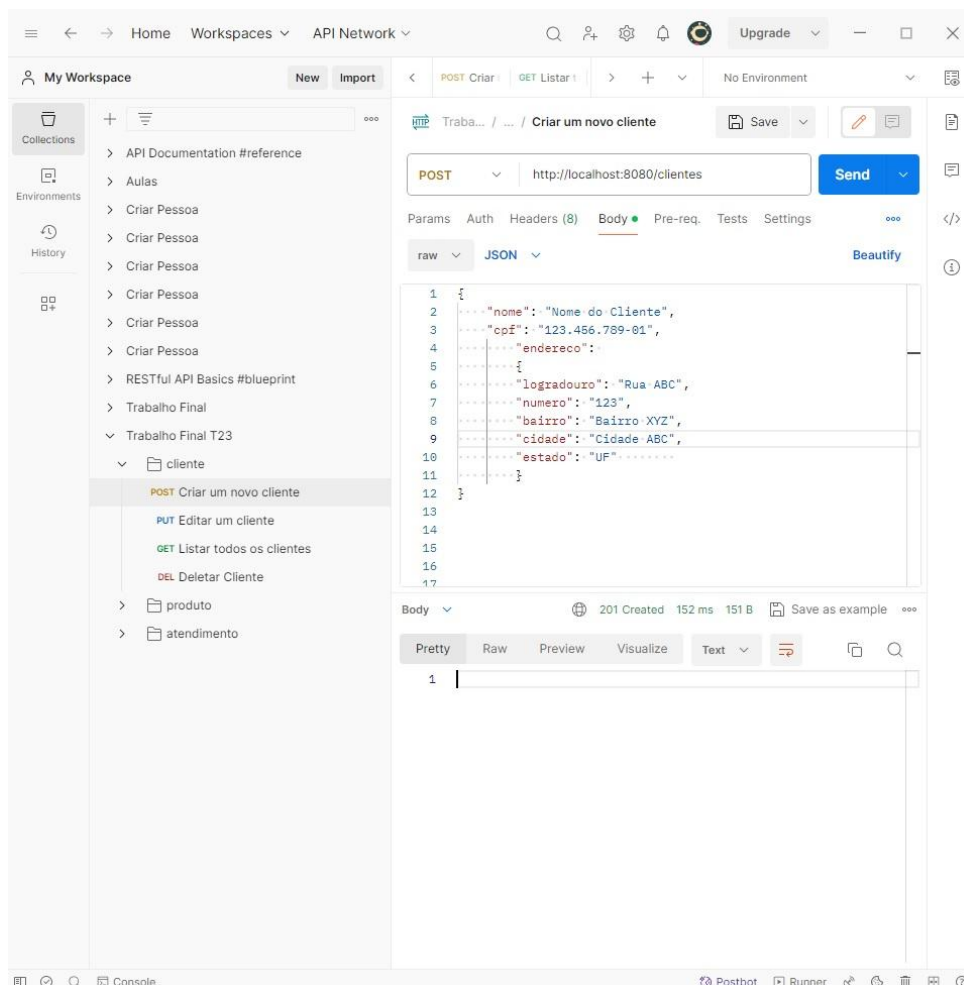 Home Workspaces API Network Upgrade
My Workspace New Import POST Criar GET Listar No Environment
Collections
Environments
History
API Documentation #reference
Aulas
Criar Pessoa
Criar Pessoa
Criar Pessoa
Criar Pessoa
Criar Pessoa
Criar Pessoa
RESTful API Basics #blueprint
Trabalho Final
Trabalho Final T23
cliente
POST Criar um novo cliente
PUT Editar um cliente
GET Listar todos os clientes
DEL Deletar Cliente
produto
atendimento
HTTP Traba... / ... / Criar um novo cliente Save
POST http://localhost:8080/clientes Send
Params Auth Headers (8) Body Pre-req. Tests Settings
raw JSON Beautify
1 {
2 "nome": "Nome do Cliente",
3 "cpf": "123.456.789-01",
4 "endereco":
5 {
6 "logradouro": "Rua ABC",
7 "numero": "123",
8 "bairro": "Bairro XYZ",
9 "cidade": "Cidade ABC",
10 "estado": "UF"
11 }
12 }
13
14
15
16
17
Body 201 Created 152 ms 151 B Save as example
Pretty Raw Preview Visualize Text
1
Console Postbot Runner